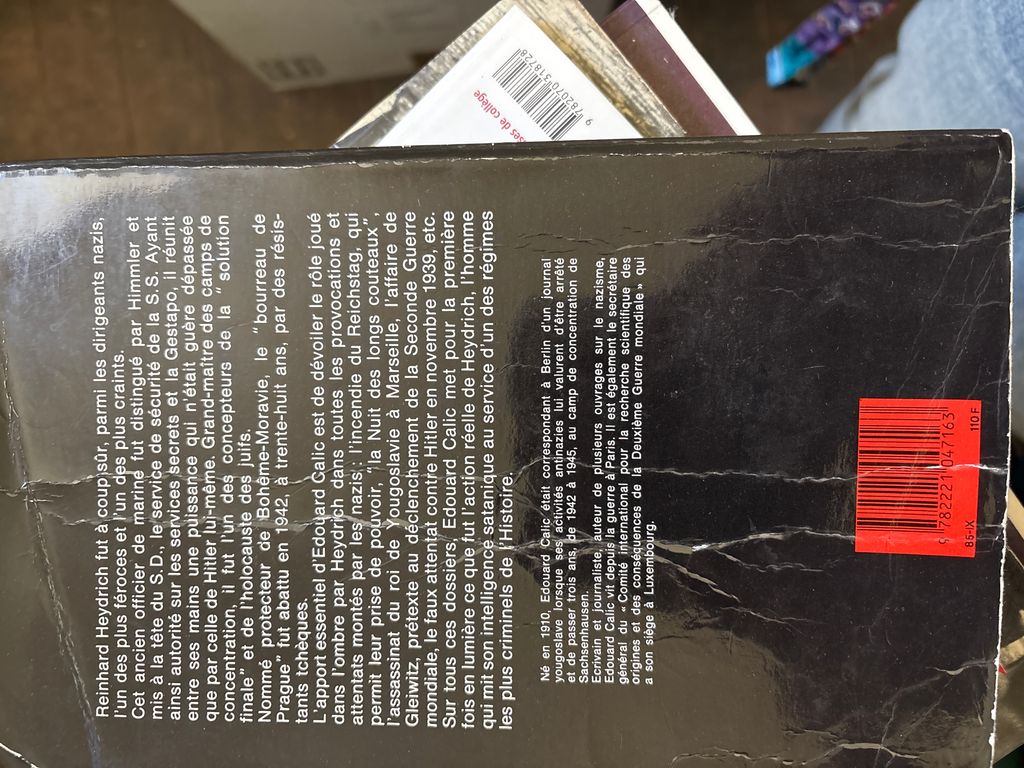 Reinhard Heydrich fut à coup sûr, parmi les dirigeants nazis,
l'un des plus féroces et l'un des plus craints.
Cet ancien officier de marine fut distingué par Himmler et
mis à la tête du S.D., le service de sécurité de la S.S. Ayant
ainsi autorité sur les services secrets et la Gestapo, il réunit
entre ses mains une puissance qui n'était guère dépassée
que par celle de Hitler lui-même. Grand-maître des camps de
concentration, il fut l'un des concepteurs de la "solution
finale" et de l'holocauste des juifs.
Nommé protecteur de Bohême-Moravie, le "bourreau de
Prague" fut abattu en 1942, à trente-huit ans, par des résis-
tants tchèques.
L'apport essentiel d'Edouard Calic est de dévoiler le rôle joué
dans l'ombre par Heydrich dans toutes les provocations et
attentats montés par les nazis : l'incendie du Reichstag, qui
permit leur prise de pouvoir, "la Nuit des longs couteaux",
l'assassinat du roi de Yougoslavie à Marseille, l'affaire de
Gleiwitz, prétexte au déclenchement de la Seconde Guerre
mondiale, le faux attentat contre Hitler en novembre 1939, etc.
Sur tous ces dossiers, Edouard Calic met pour la première
fois en lumière ce que fut l'action réelle de Heydrich, l'homme
qui mit son intelligence satanique au service d'un des régimes
les plus criminels de l'Histoire.
Né en 1910, Edouard Calic était correspondant à Berlin d'un journal
yougoslave lorsque ses activités antinazies lui valurent d'être arrêté
et de passer trois ans, de 1942 à 1945, au camp de concentration de
Sachsenhausen.
Ecrivain et journaliste, auteur de plusieurs ouvrages sur le nazisme,
Edouard Calic vit depuis la guerre à Paris. Il est également le secrétaire
général du « Comité international pour la recherche scientifique des
origines et des conséquences de la Deuxième Guerre mondiale » qui
a son siège à Luxembourg.
9 782221 047163
85-IX 110 F
ses de collège
9 782070 318728